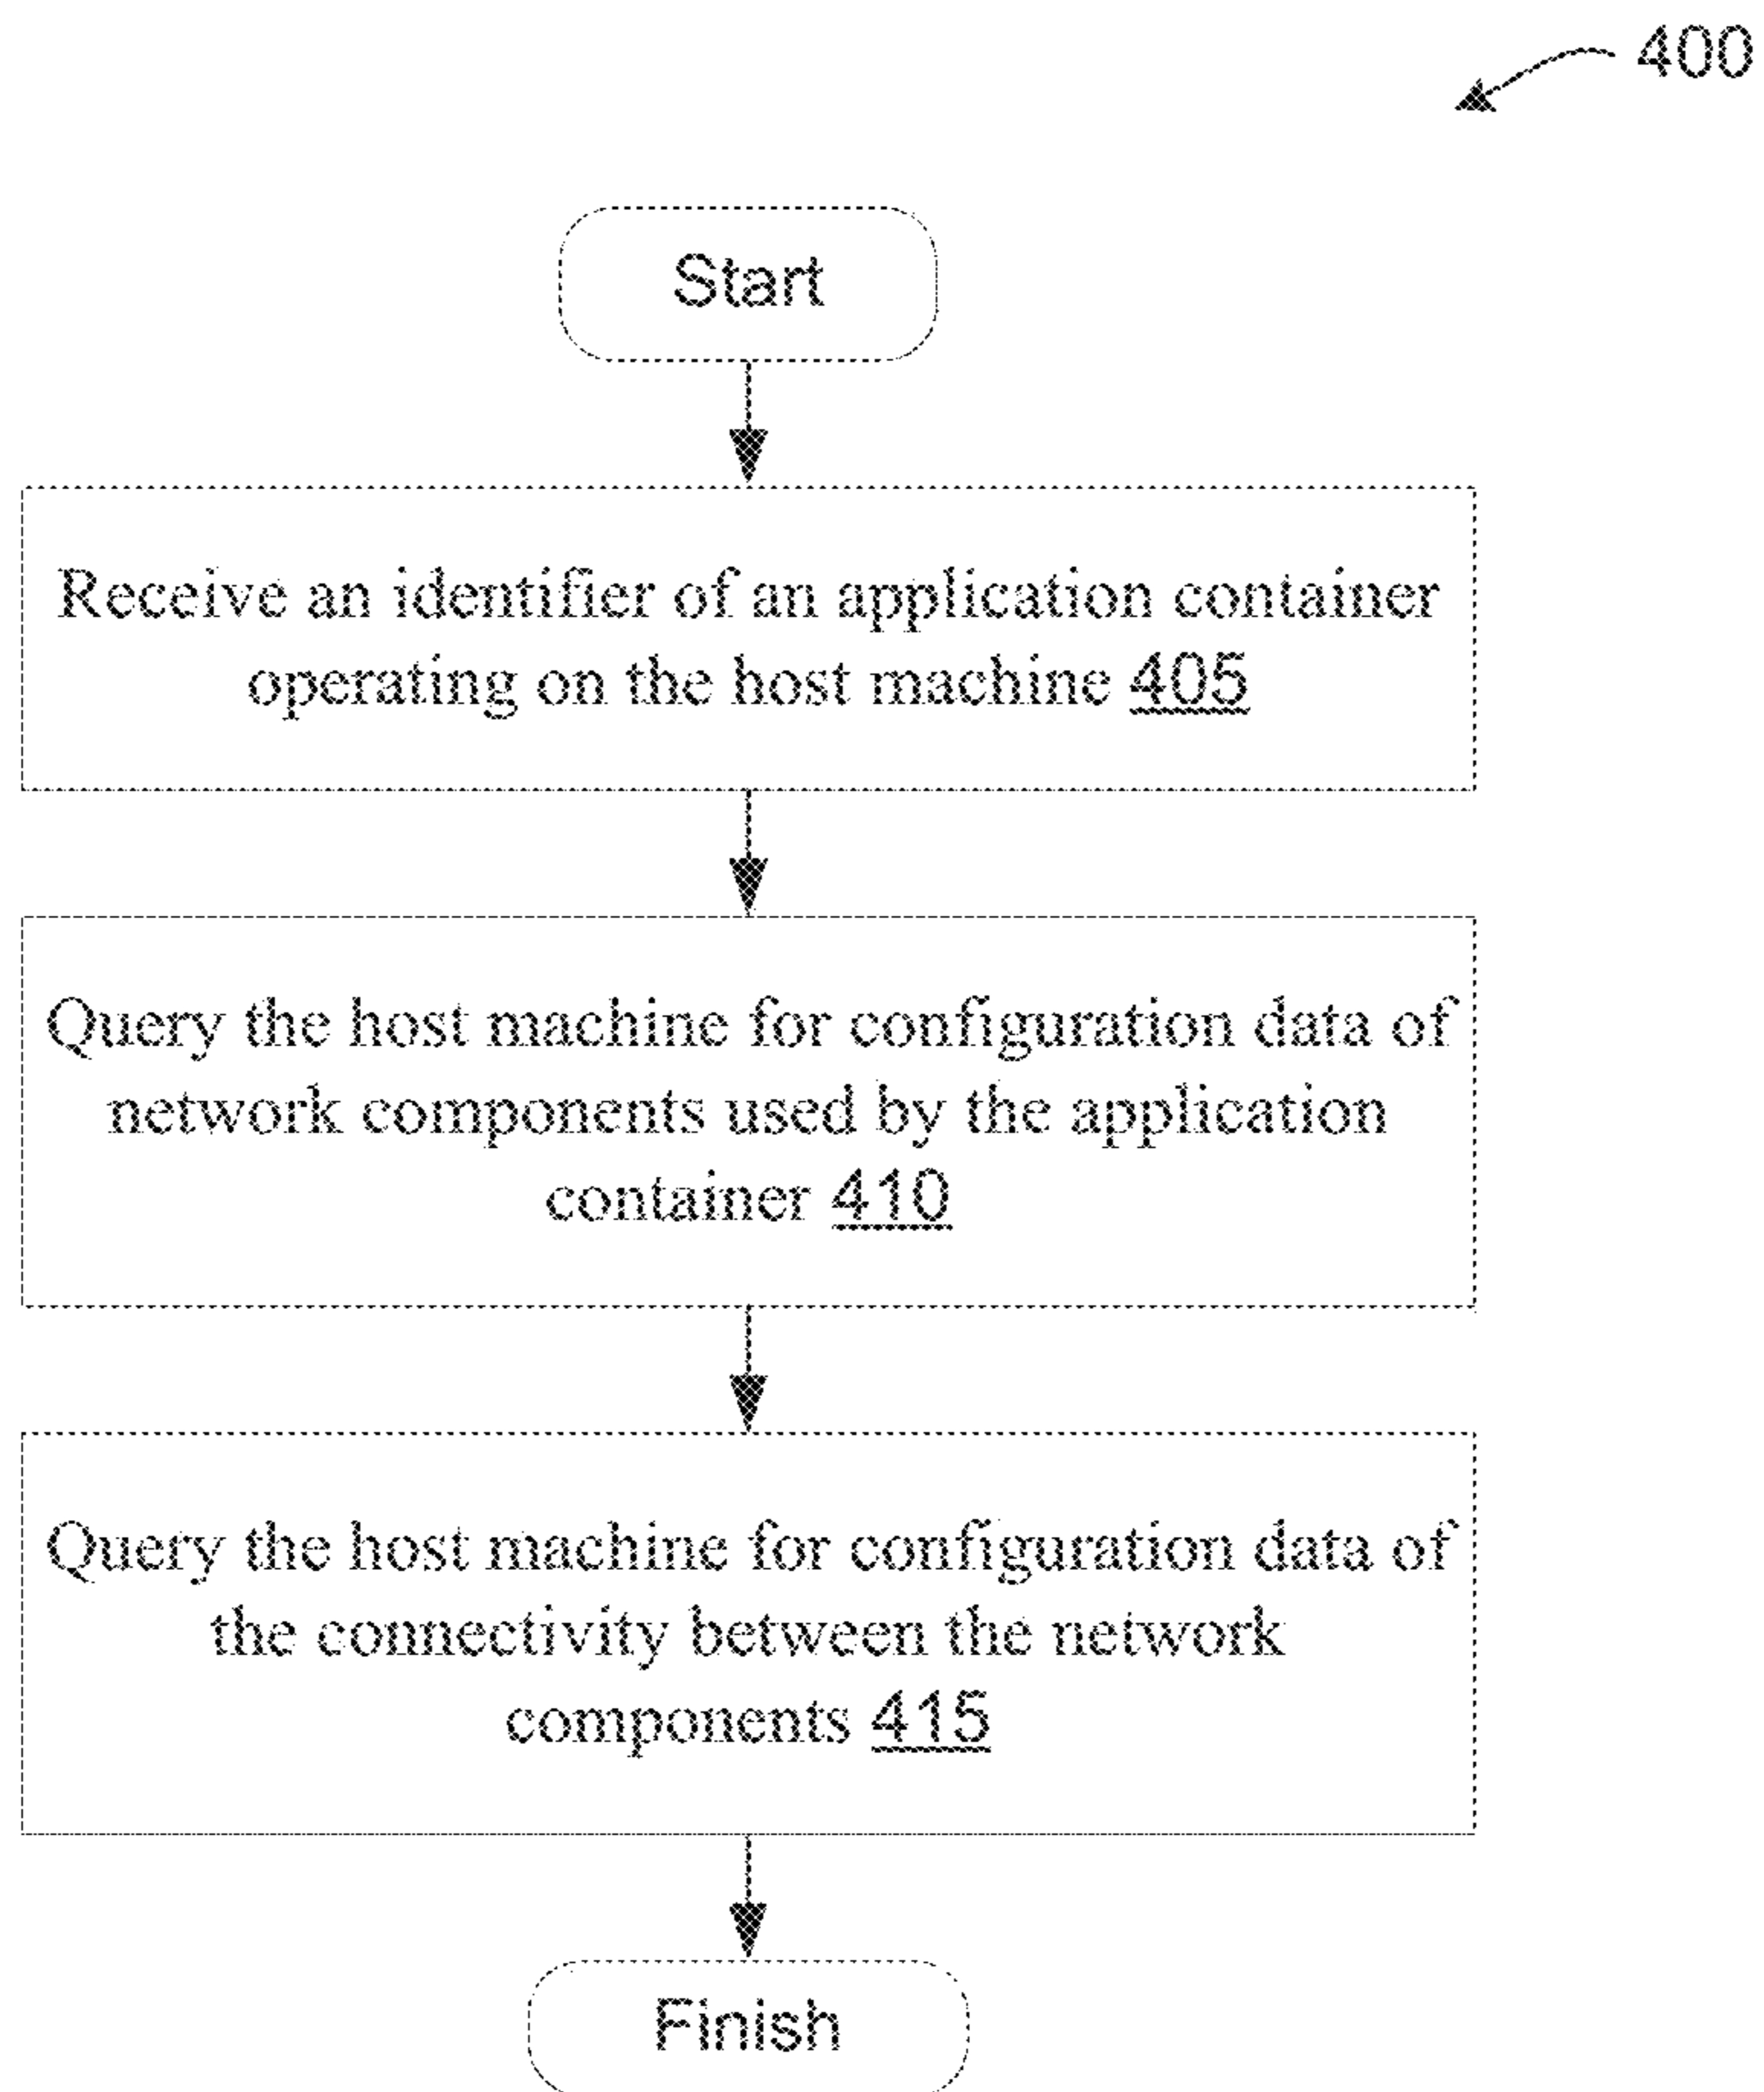 400
Start
Receive an identifier of an application container
operating on the host machine 405
Query the host machine for configuration data of
network components used by the application
container 410
Query the host machine for configuration data of
the connectivity between the network
components 415
Finish